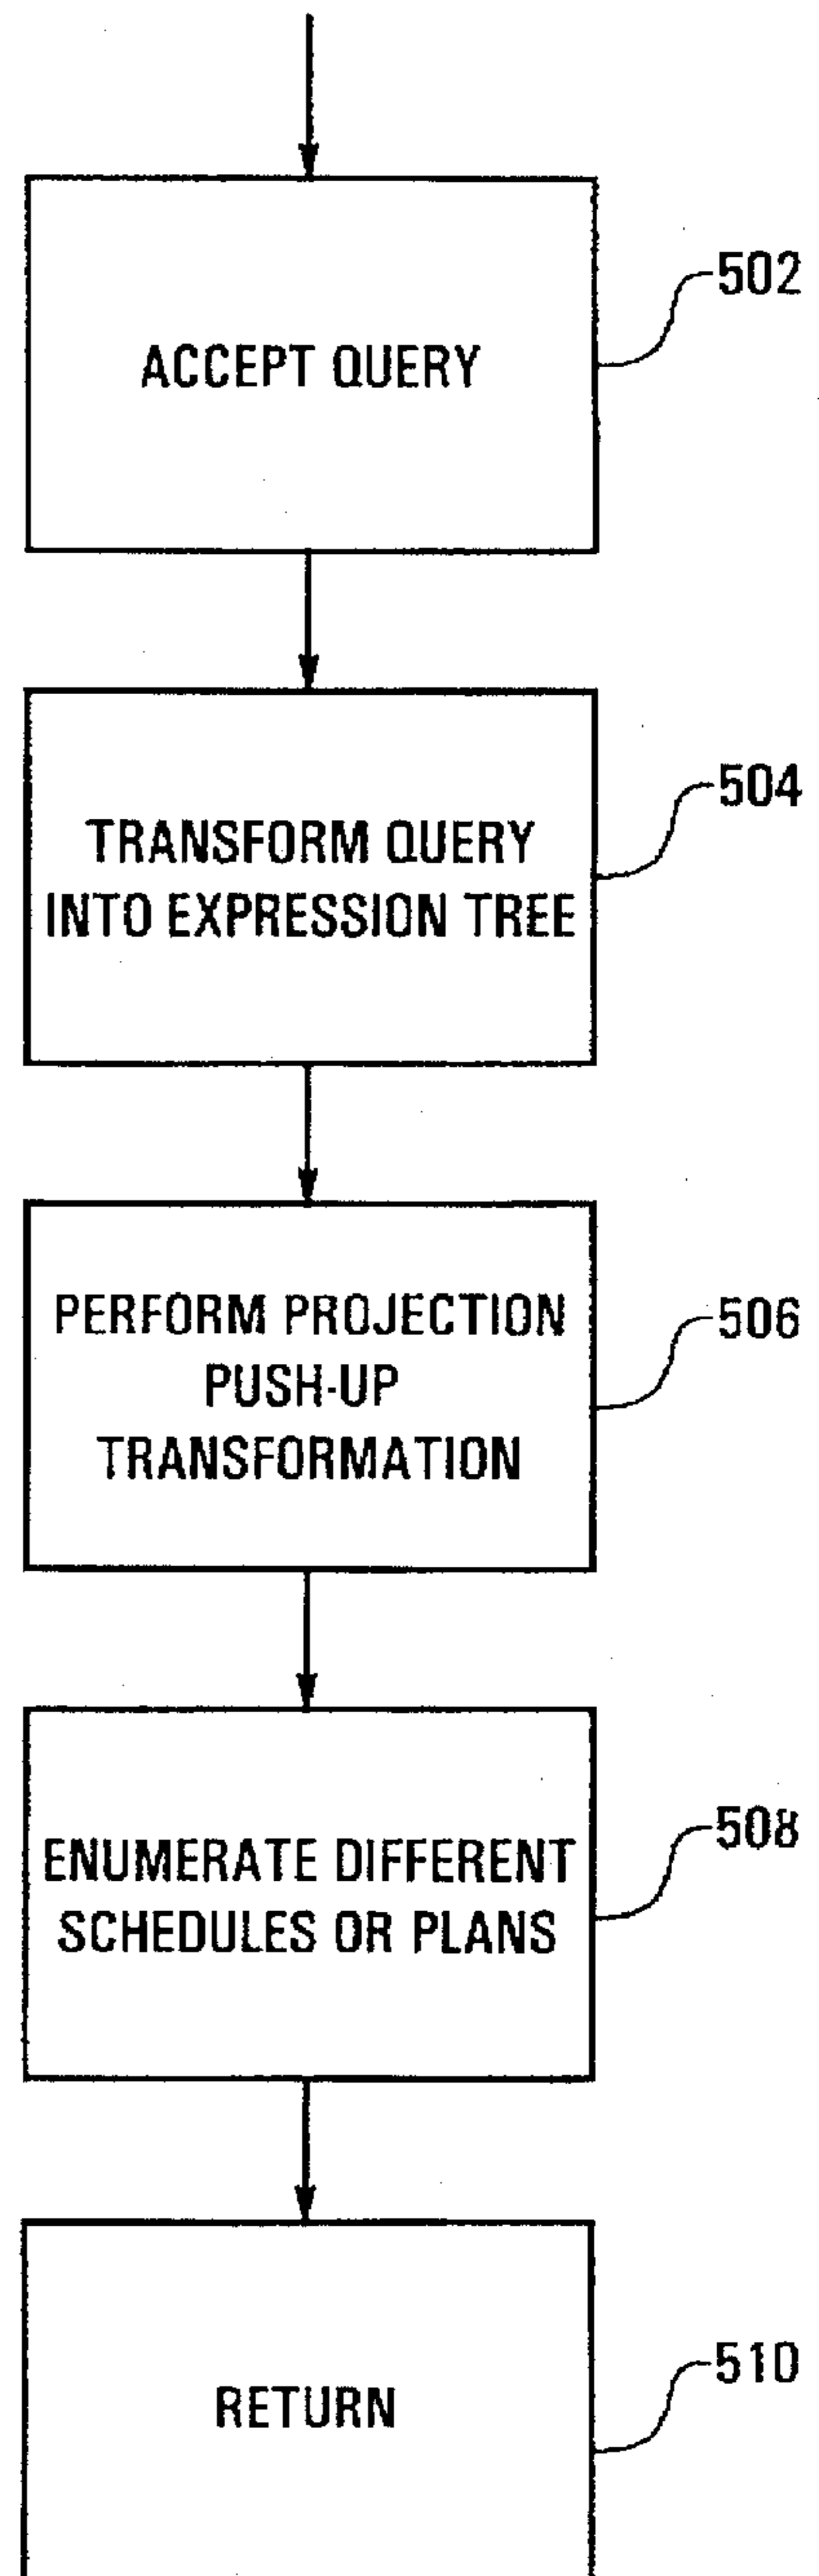 502
ACCEPT QUERY
504
TRANSFORM QUERY
INTO EXPRESSION TREE
506
PERFORM PROJECTION
PUSH-UP
TRANSFORMATION
508
ENUMERATE DIFFERENT
SCHEDULES OR PLANS
510
RETURN